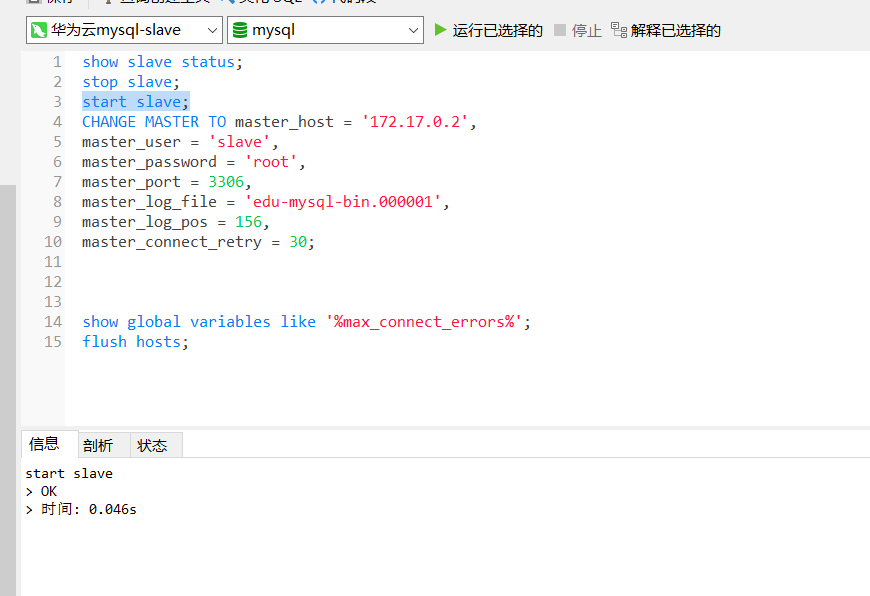 华为云mysql-slave mysql 运行已选择的 停止 解释已选择的
1 show slave status;
2 stop slave;
3 start slave;
4 CHANGE MASTER TO master_host = '172.17.0.2',
5 master_user = 'slave',
6 master_password = 'root',
7 master_port = 3306,
8 master_log_file = 'edu-mysql-bin.000001',
9 master_log_pos = 156,
10 master_connect_retry = 30;
11
12
13
14 show global variables like '%max_connect_errors%';
15 flush hosts;
信息 剖析 状态
start slave
> OK
> 时间: 0.046s